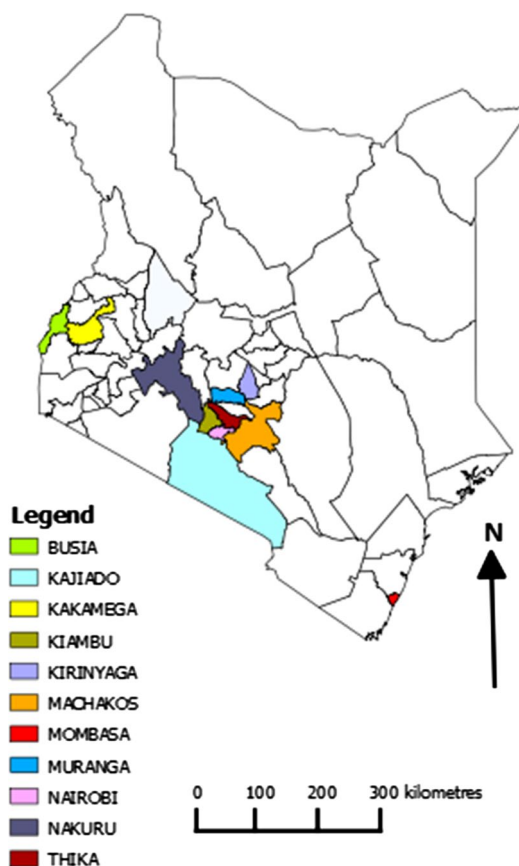 Legend
BUSIA
KAJIADO
KAKAMEGA
KIAMBU
KIRINYAGA
MACHAKOS
MOMBASA
MURANGA
NAIROBI
NAKURU
THIKA
N
0 100 200 300 kilometres